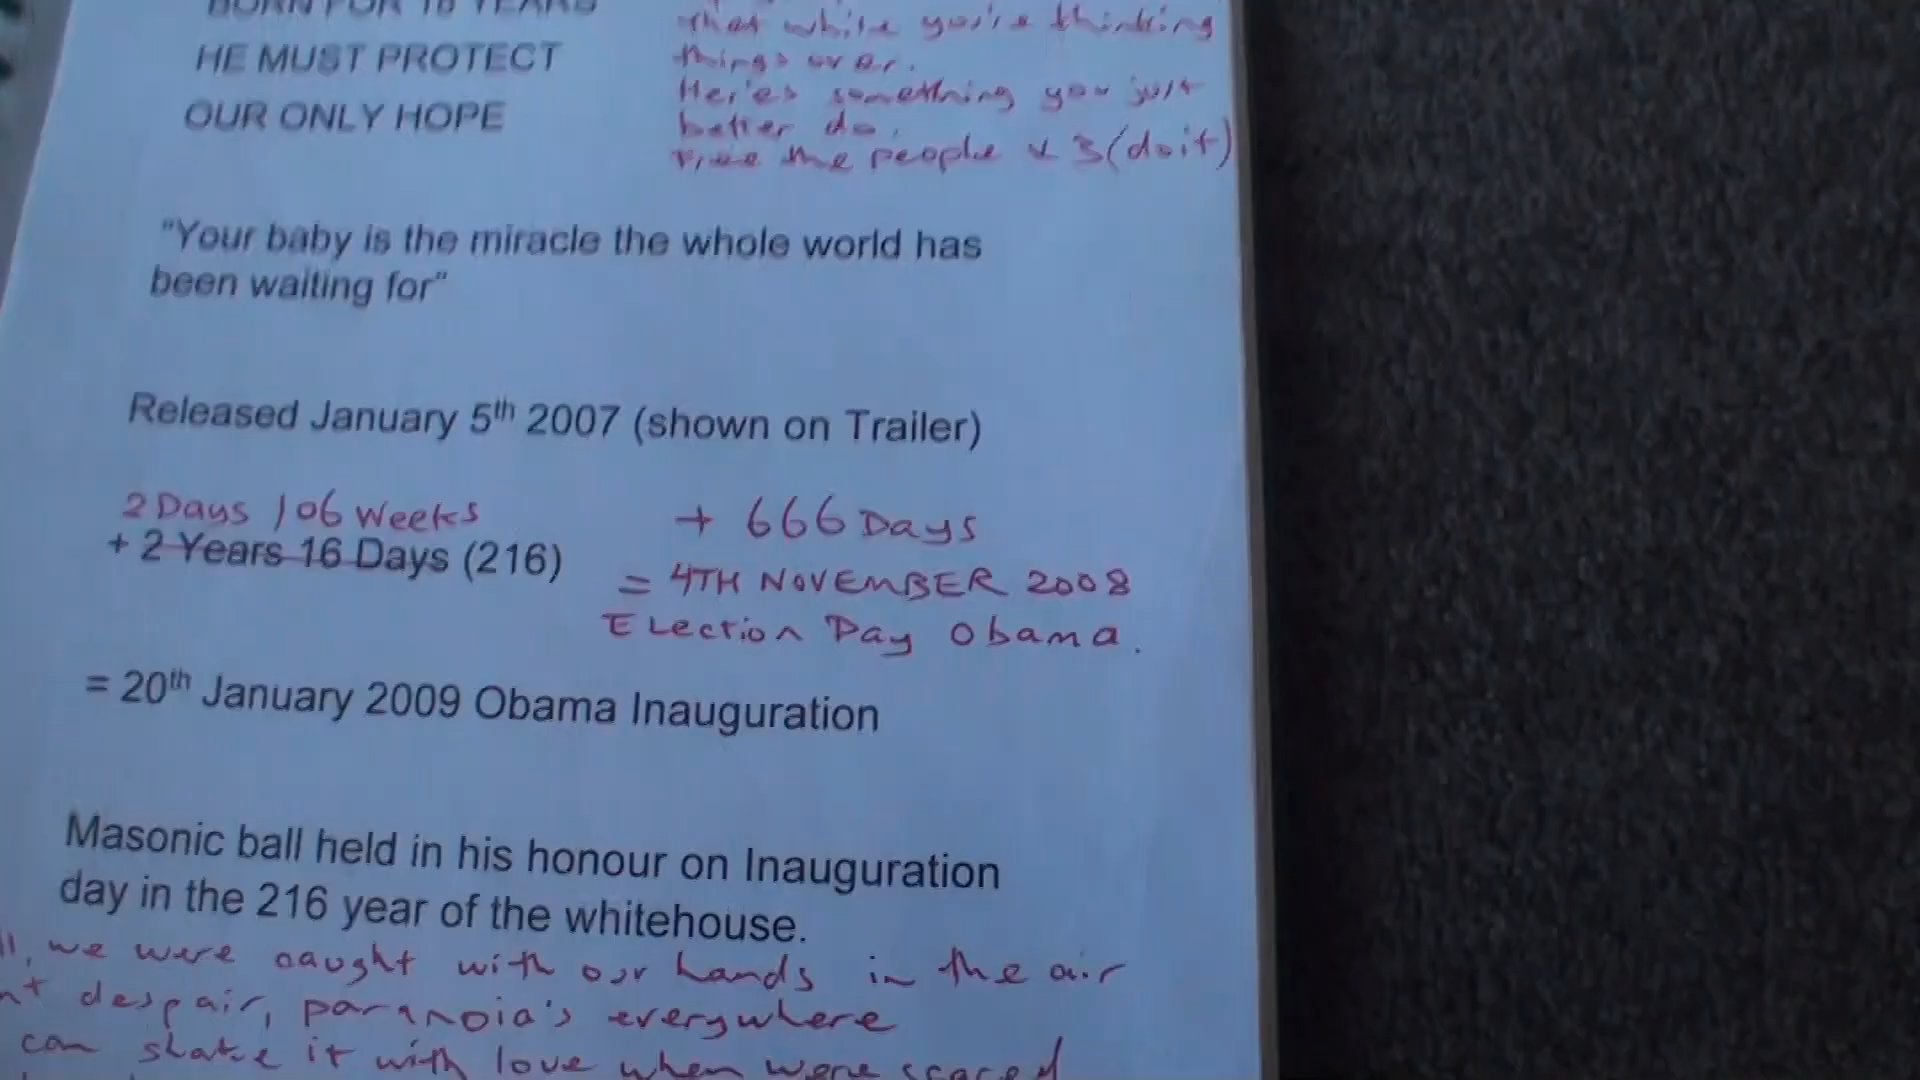 BORN FOR 18 YEARS
HE MUST PROTECT
OUR ONLY HOPE
that while you're thinking
things over.
Here's something you just
better do.
Free the people x 3 (do it)
"Your baby is the miracle the whole world has
been waiting for"
Released January 5th 2007 (shown on Trailer)
2 Days 106 Weeks
+ 2 Years 16 Days (216)
+ 666 Days
= 4TH NOVEMBER 2008
Election Day Obama.
= 20th January 2009 Obama Inauguration
Masonic ball held in his honour on Inauguration
day in the 216 year of the whitehouse.
we were caught with our hands in the air
despair, paranoia's everywhere
can shake it with love when were scared